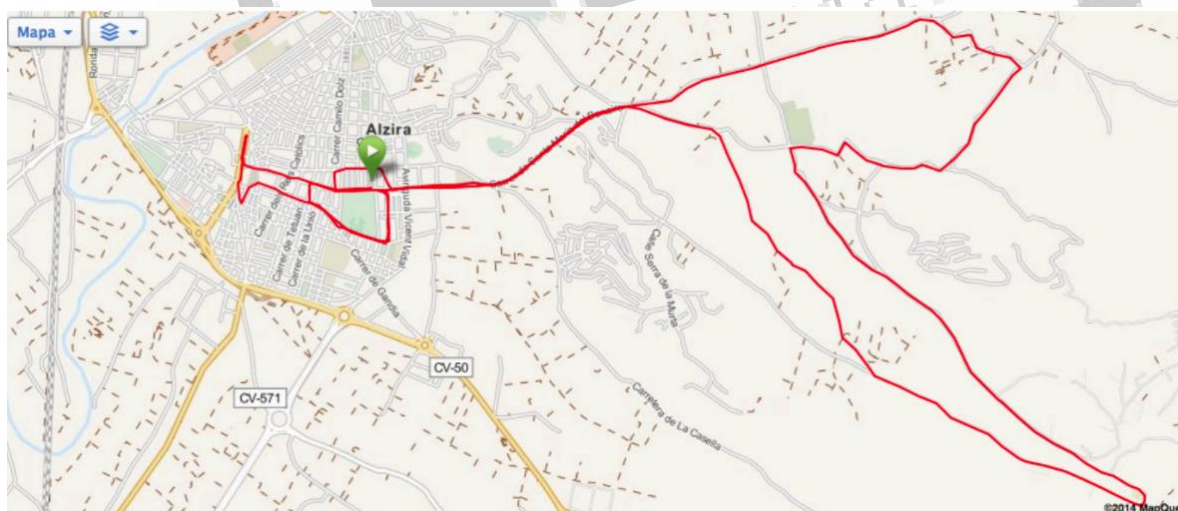 Mapa
Ronda
Carrer Camilo Dolz
Alzira
Carrer dels Reis Catòlics
Carrer de Tetuan
Carrer de la Unió
Avinguda Vicent Vidal
Carrer de Gandia
Calle Serra de la Murta
CV-50
CV-571
Carretera de La Casella
©2014 MapQue